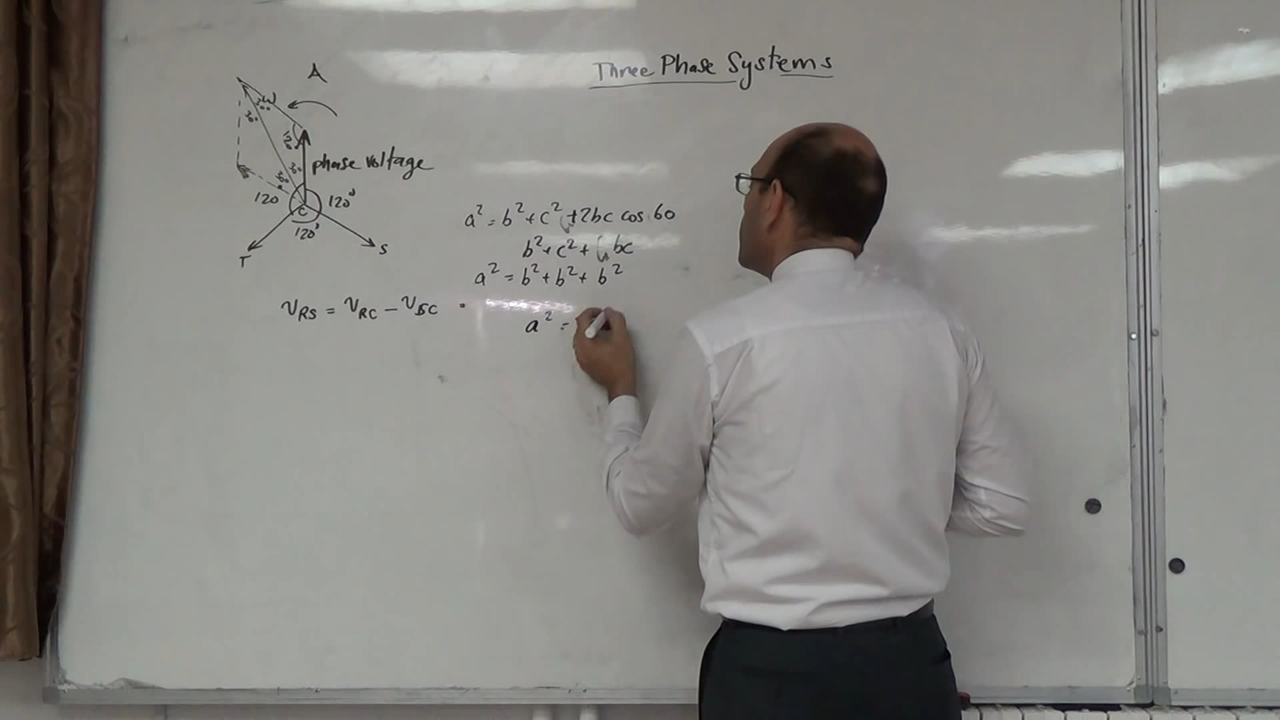 Three Phase Systems
A
phase voltage
120
120°
C
120°
T
S
a² = b² + c² + 2bc cos 60
b² + c² + bc
a² = b² + b² + b²
V_RS = V_RC - V_SC =
a² =